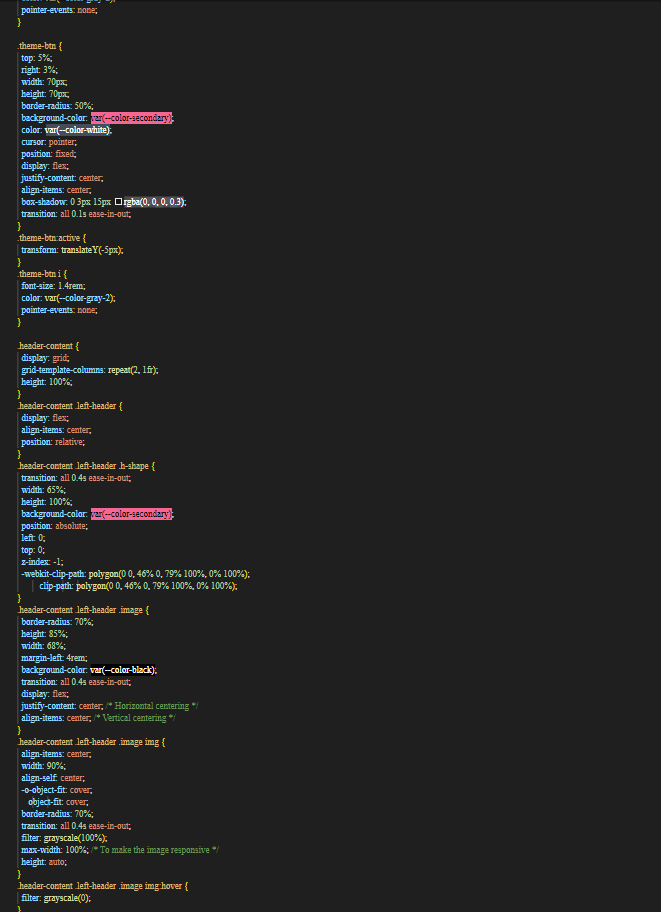 pointer-events: none;
}
.theme-btn {
top: 5%;
right: 3%;
width: 70px;
height: 70px;
border-radius: 50%;
background-color: var(--color-secondary);
color: var(--color-white);
cursor: pointer;
position: fixed;
display: flex;
justify-content: center;
align-items: center;
box-shadow: 0 3px 15px rgba(0, 0, 0, 0.3);
transition: all 0.1s ease-in-out;
}
.theme-btn:active {
transform: translateY(-5px);
}
.theme-btn i {
font-size: 1.4rem;
color: var(--color-gray-2);
pointer-events: none;
}
.header-content {
display: grid;
grid-template-columns: repeat(2, 1fr);
height: 100%;
}
.header-content .left-header {
display: flex;
align-items: center;
position: relative;
}
.header-content .left-header .h-shape {
transition: all 0.4s ease-in-out;
width: 65%;
height: 100%;
background-color: var(--color-secondary);
position: absolute;
left: 0;
top: 0;
z-index: -1;
-webkit-clip-path: polygon(0 0, 46% 0, 79% 100%, 0% 100%);
clip-path: polygon(0 0, 46% 0, 79% 100%, 0% 100%);
}
.header-content .left-header .image {
border-radius: 70%;
height: 85%;
width: 68%;
margin-left: 4rem;
background-color: var(--color-black);
transition: all 0.4s ease-in-out;
display: flex;
justify-content: center; /* Horizontal centering */
align-items: center; /* Vertical centering */
}
.header-content .left-header .image img {
align-items: center;
width: 90%;
align-self: center;
-o-object-fit: cover;
object-fit: cover;
border-radius: 70%;
transition: all 0.4s ease-in-out;
filter: grayscale(100%);
max-width: 100%; /* To make the image responsive */
height: auto;
}
.header-content .left-header .image img:hover {
filter: grayscale(0);
}